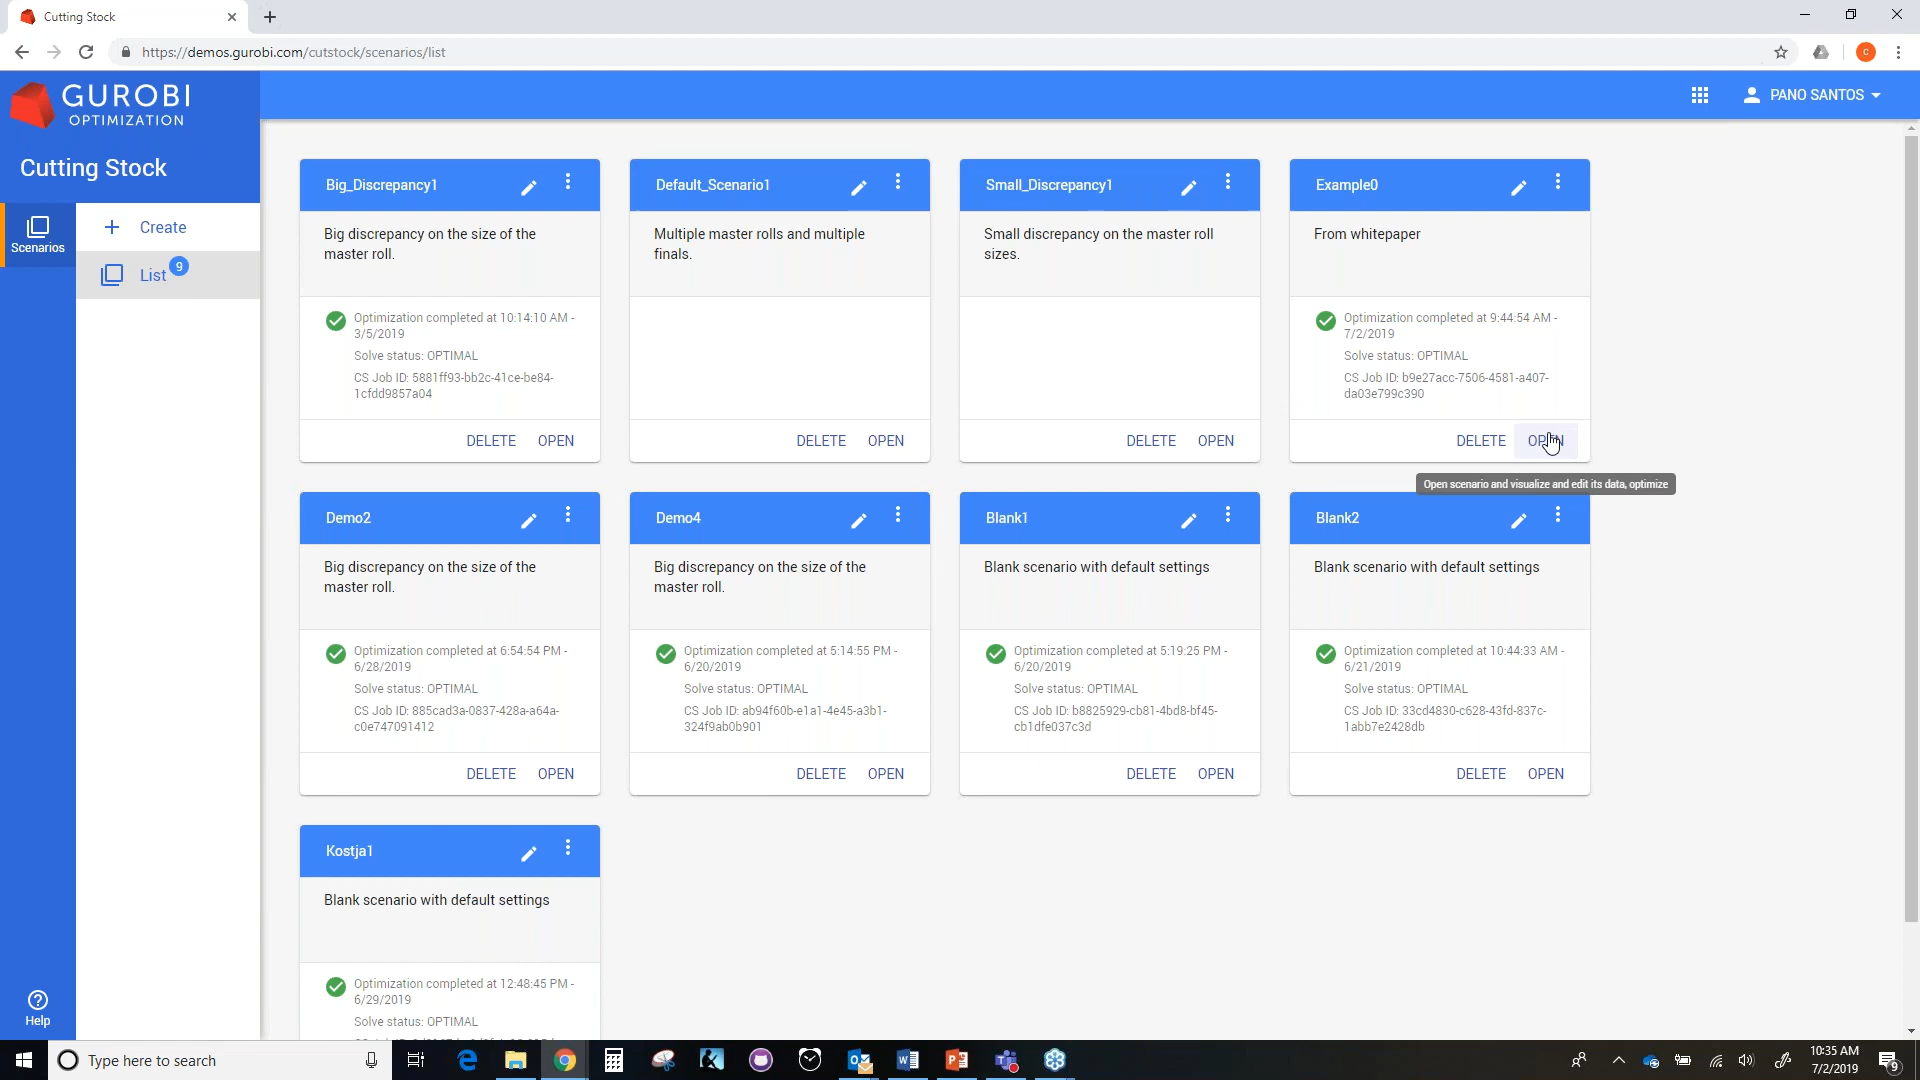 Cutting Stock
https://demos.gurobi.com/cutstock/scenarios/list
C
GUROBI
OPTIMIZATION
PANO SANTOS
Cutting Stock
Scenarios
Create
List
9
Big_Discrepancy1
Big discrepancy on the size of the
master roll.
Optimization completed at 10:14:10 AM -
3/5/2019
Solve status: OPTIMAL
CS Job ID: 5881ff93-bb2c-41ce-be84-
1cfdd9857a04
DELETE OPEN
Default_Scenario1
Multiple master rolls and multiple
finals.
DELETE OPEN
Small_Discrepancy1
Small discrepancy on the master roll
sizes.
DELETE OPEN
Example0
From whitepaper
Optimization completed at 9:44:54 AM -
7/2/2019
Solve status: OPTIMAL
CS Job ID: b9e27acc-7506-4581-a407-
da03e799c390
DELETE OPEN
Open scenario and visualize and edit its data, optimize
Demo2
Big discrepancy on the size of the
master roll.
Optimization completed at 6:54:54 PM -
6/28/2019
Solve status: OPTIMAL
CS Job ID: 885cad3a-0837-428a-a64a-
c0e747091412
DELETE OPEN
Demo4
Big discrepancy on the size of the
master roll.
Optimization completed at 5:14:55 PM -
6/20/2019
Solve status: OPTIMAL
CS Job ID: ab94f60b-e1a1-4e45-a3b1-
324f9ab0b901
DELETE OPEN
Blank1
Blank scenario with default settings
Optimization completed at 5:19:25 PM -
6/20/2019
Solve status: OPTIMAL
CS Job ID: b8825929-cb81-4bd8-bf45-
cb1dfe037c3d
DELETE OPEN
Blank2
Blank scenario with default settings
Optimization completed at 10:44:33 AM -
6/21/2019
Solve status: OPTIMAL
CS Job ID: 33cd4830-c628-43fd-837c-
1abb7e2428db
DELETE OPEN
Kostja1
Blank scenario with default settings
Optimization completed at 12:48:45 PM -
6/29/2019
Solve status: OPTIMAL
Help
Type here to search
10:35 AM
7/2/2019
9